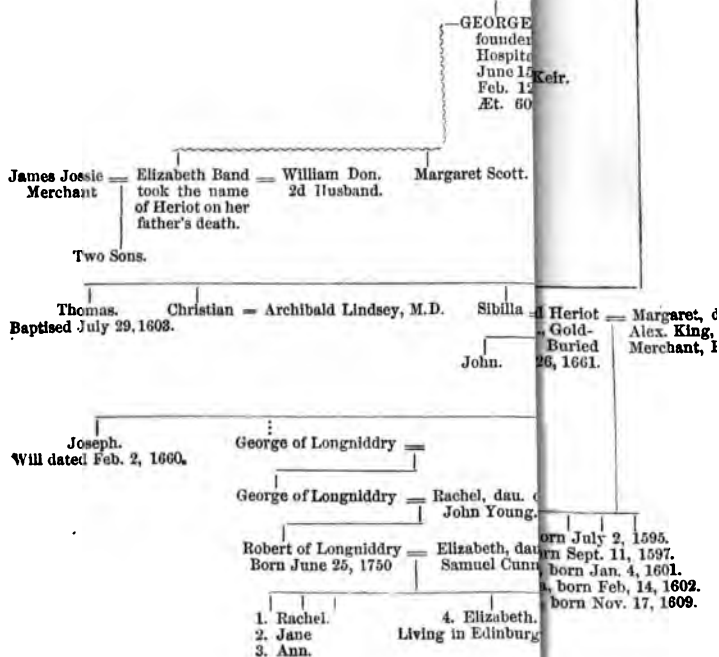 GEORGE
founder
Hospit
June 15
Feb. 12
Æt. 60
Keir.
James Jossie = Elizabeth Band = William Don. Margaret Scott.
Merchant took the name 2d Husband.
of Heriot on her
father's death.
Two Sons.
Thomas. Christian = Archibald Lindsey, M.D. Sibilla = d Heriot = Margaret, d
Baptised July 29, 1603. , Gold- Alex. King,
Buried Merchant,
John. 26, 1661.
Joseph. George of Longniddry =
Will dated Feb. 2, 1660.
George of Longniddry = Rachel, dau.
John Young.
Robert of Longniddry = Elizabeth, dau
Born June 25, 1750 Samuel Cunn
orn July 2, 1595.
rn Sept. 11, 1597.
, born Jan. 4, 1601.
, born Feb, 14, 1602.
, born Nov. 17, 1609.
1. Rachel. 4. Elizabeth.
2. Jane Living in Edinburg
3. Ann.